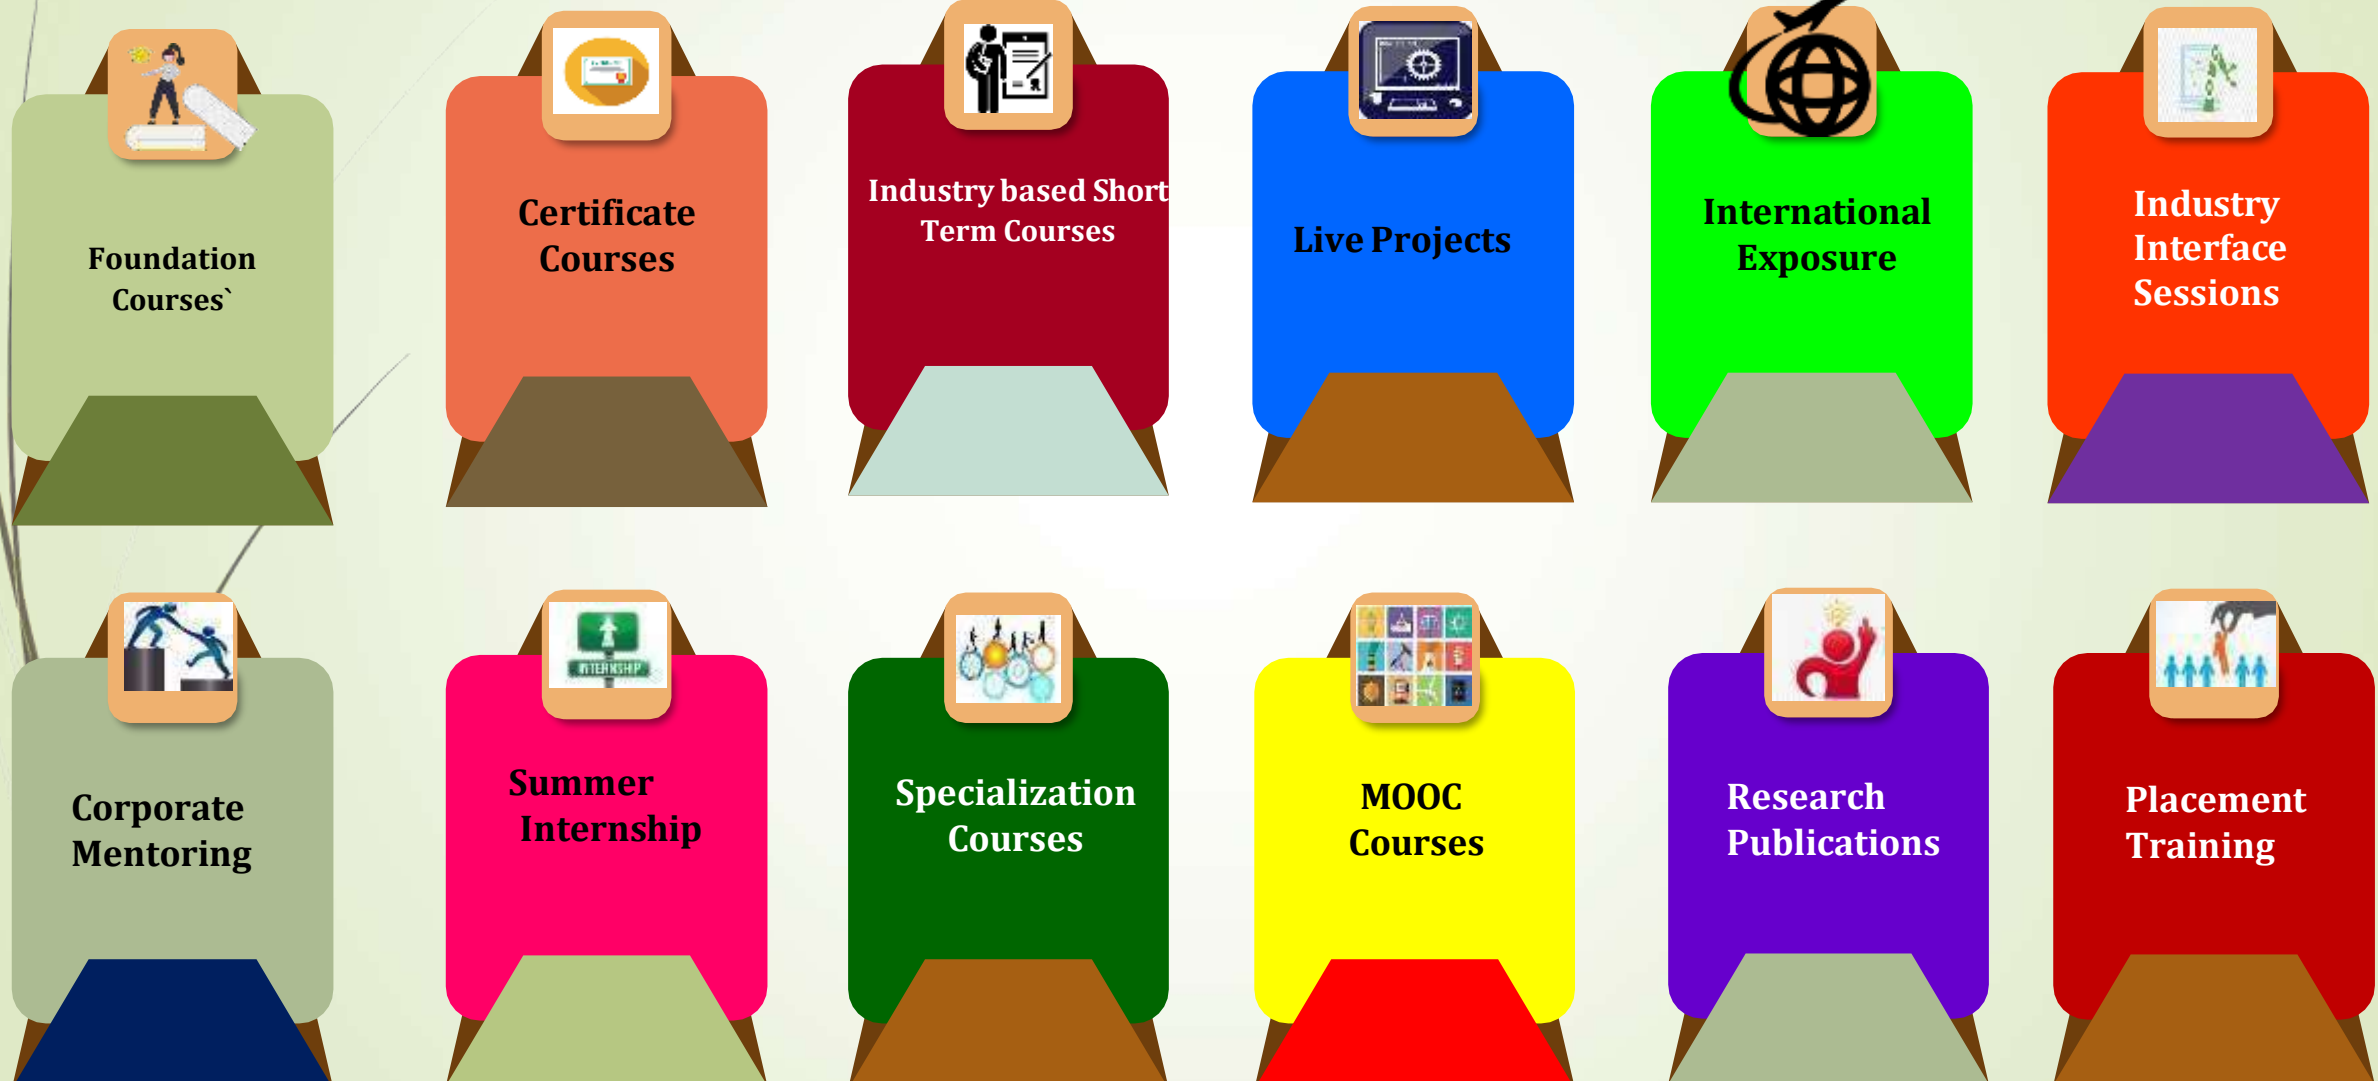 Foundation
Courses`
Certificate
Courses
Industry based Short
Term Courses
Live Projects
International
Exposure
Industry
Interface
Sessions
Corporate
Mentoring
INTERNSHIP
Summer
Internship
Specialization
Courses
MOOC
Courses
Research
Publications
Placement
Training